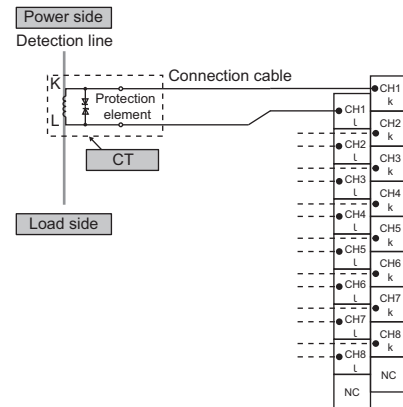 Power side
Detection line
K
Connection cable
Protection
element
L
CT
Load side
CH1
k
CH1
l
CH2
k
CH2
l
CH3
k
CH3
l
CH4
k
CH4
l
CH5
k
CH5
l
CH6
k
CH6
l
CH7
k
CH7
l
CH8
k
CH8
l
NC
NC